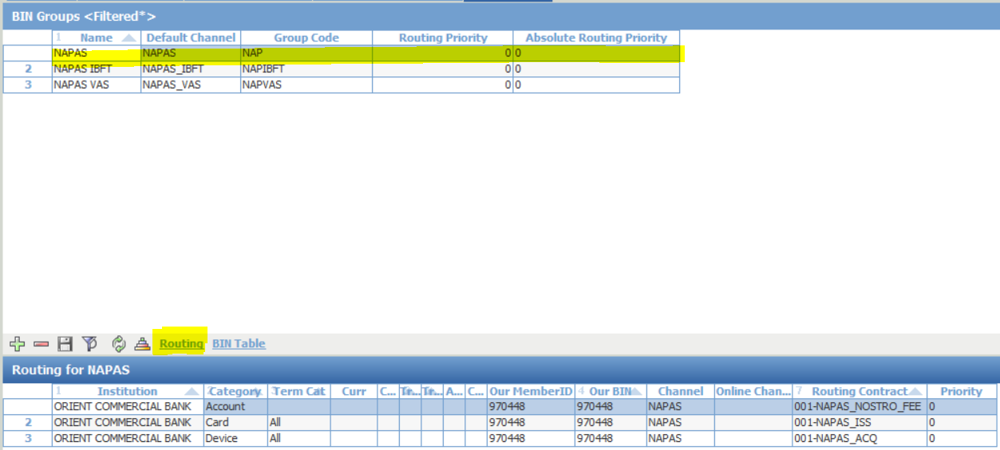 BIN Groups <Filtered*>
1 Name Default Channel Group Code Routing Priority Absolute Routing Priority
NAPAS NAPAS NAP 0 0
2 NAPAS IBFT NAPAS_IBFT NAPIBFT 0 0
3 NAPAS VAS NAPAS_VAS NAPVAS 0 0
Routing BIN Table
Routing for NAPAS
1 Institution Category Term Cat Curr C... Tr... A... C... Our MemberID 4 Our BIN Channel Online Chan... 7 Routing Contract Priority
ORIENT COMMERCIAL BANK Account 970448 970448 NAPAS 001-NAPAS_NOSTRO_FEE 0
2 ORIENT COMMERCIAL BANK Card All 970448 970448 NAPAS 001-NAPAS_ISS 0
3 ORIENT COMMERCIAL BANK Device All 970448 970448 NAPAS 001-NAPAS_ACQ 0